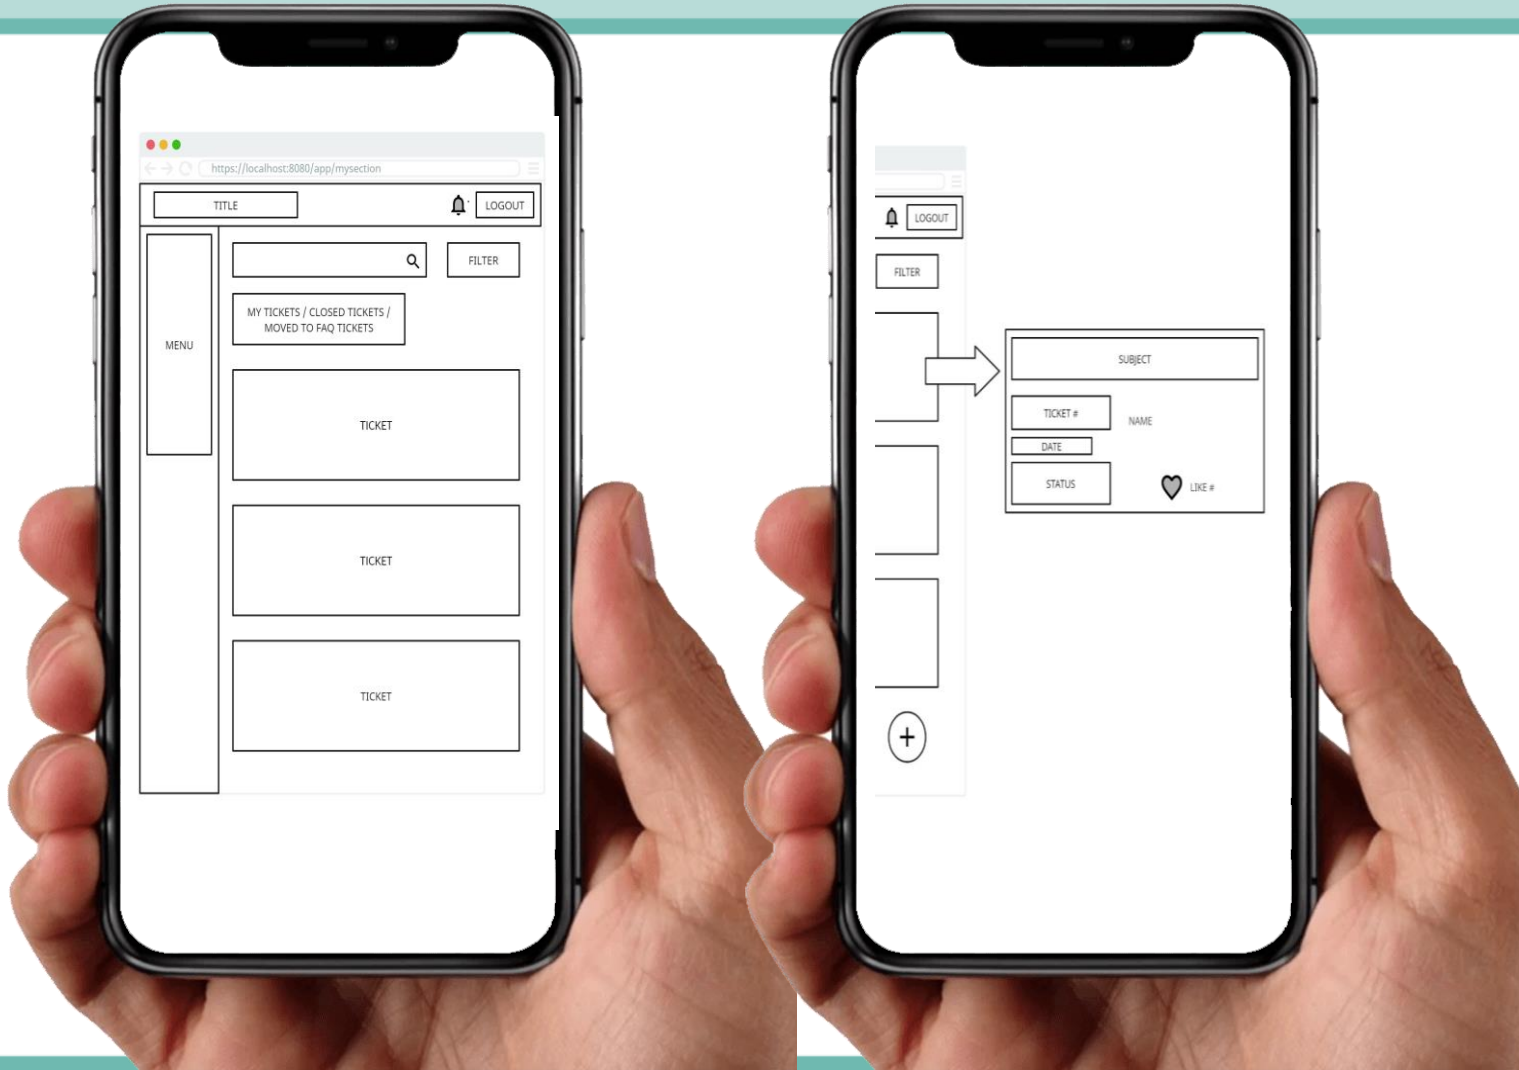 https://localhost:8080/app/mysection
TITLE
LOGOUT
FILTER
MY TICKETS / CLOSED TICKETS /
MOVED TO FAQ TICKETS
MENU
TICKET
TICKET
TICKET
LOGOUT
FILTER
SUBJECT
TICKET #
NAME
DATE
STATUS
LIKE #